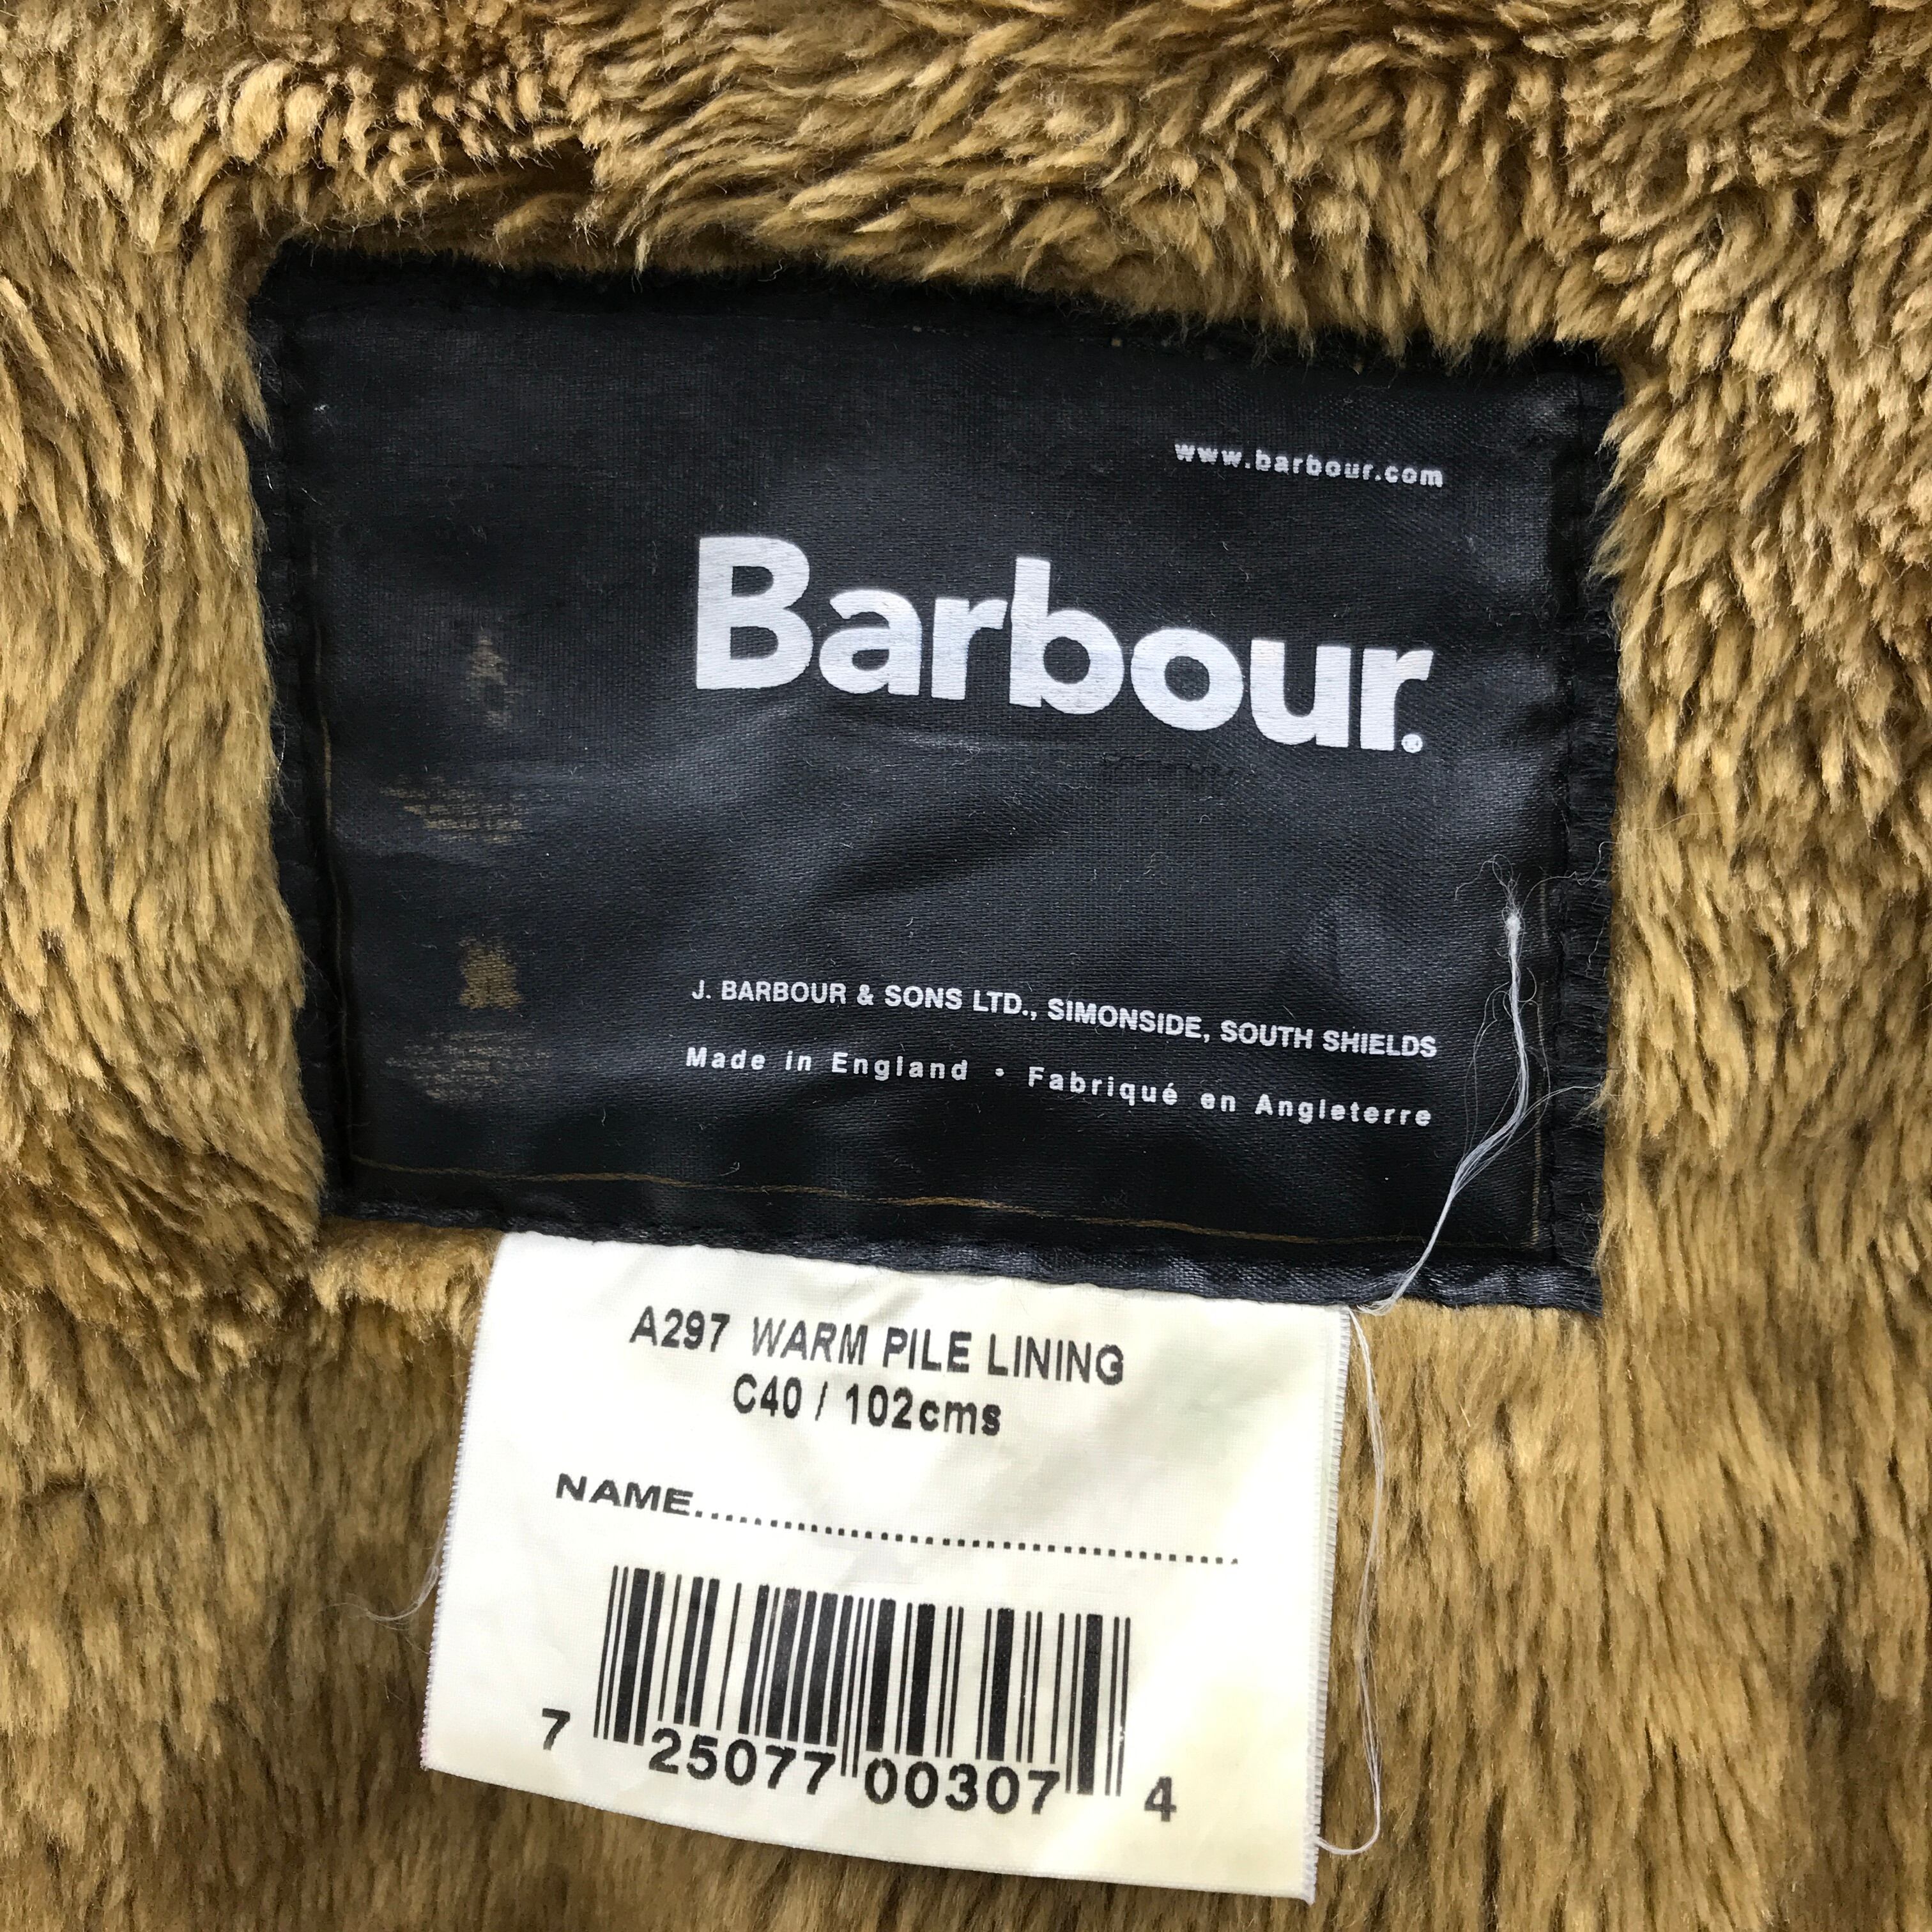 www.barbour.com
Barbour.
J. BARBOUR & SONS LTD., SIMONSIDE, SOUTH SHIELDS
Made in England • Fabriqué en Angleterre
A297 WARM PILE LINING
C40 / 102cms
NAME....................................................
7 25077 00307 4